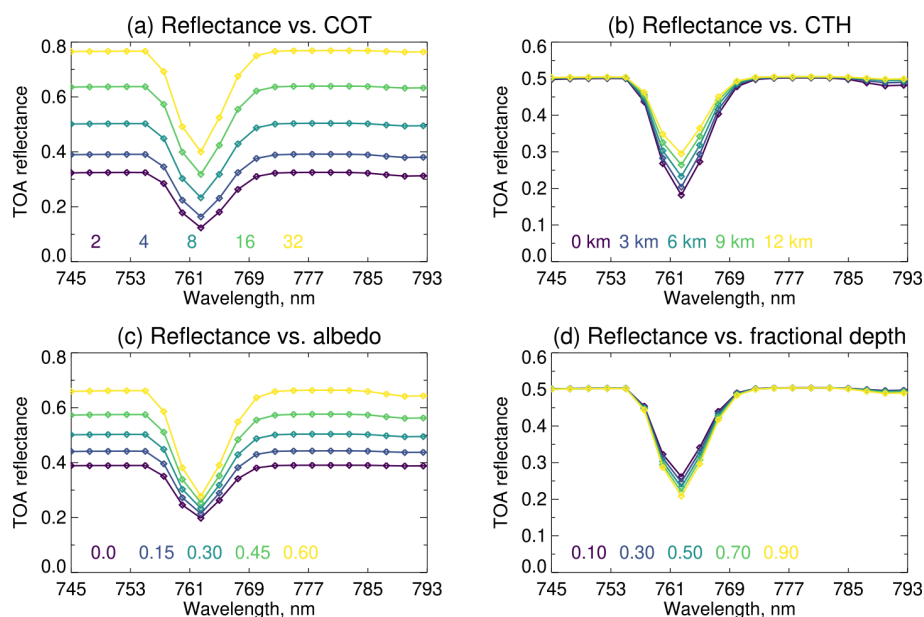 (a) Reflectance vs. COT
0.8
0.6
0.4
0.2
0.0
TOA reflectance
2 4 8 16 32
745 753 761 769 777 785 793
Wavelength, nm
(b) Reflectance vs. CTH
0.6
0.5
0.4
0.3
0.2
0.1
0.0
TOA reflectance
0 km 3 km 6 km 9 km 12 km
745 753 761 769 777 785 793
Wavelength, nm
(c) Reflectance vs. albedo
0.8
0.6
0.4
0.2
0.0
TOA reflectance
0.0 0.15 0.30 0.45 0.60
745 753 761 769 777 785 793
Wavelength, nm
(d) Reflectance vs. fractional depth
0.6
0.5
0.4
0.3
0.2
0.1
0.0
TOA reflectance
0.10 0.30 0.50 0.70 0.90
745 753 761 769 777 785 793
Wavelength, nm